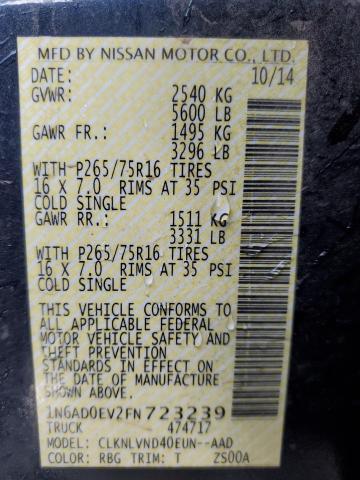 MFD BY NISSAN MOTOR CO., LTD.
DATE: 10/14
GVWR: 2540 KG
5600 LB
GAWR FR.: 1495 KG
3296 LB
WITH P265/75R16 TIRES
16 X 7.0 RIMS AT 35 PSI
COLD SINGLE
GAWR RR.: 1511 KG
3331 LB
WITH P265/75R16 TIRES
16 X 7.0 RIMS AT 35 PSI
COLD SINGLE
THIS VEHICLE CONFORMS TO
ALL APPLICABLE FEDERAL
MOTOR VEHICLE SAFETY AND
THEFT PREVENTION
STANDARDS IN EFFECT ON
THE DATE OF MANUFACTURE
SHOWN ABOVE.
1N6AD0EV2FN723239
TRUCK 474717
MODEL: CLKNLVND40EUN--AAD
COLOR: RBG TRIM: T ZS00A